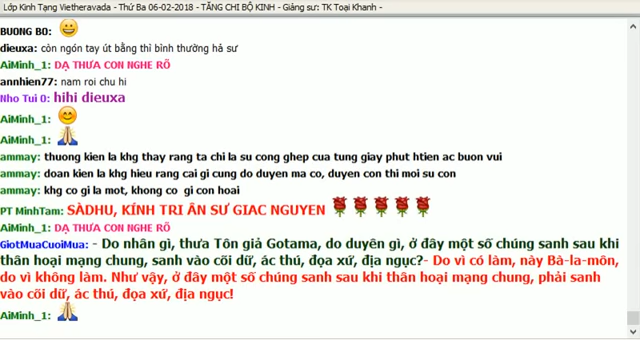 Lớp Kinh Tạng Vietheravada - Thứ Ba 06-02-2018 - TĂNG CHI BỘ KINH - Giảng sư: TK Toại Khanh -
BUONG BO:
dieuxa: còn ngón tay út bằng thì bình thường hả sư
AiMinh_1: DẠ THƯA CON NGHE RÕ
annhien77: nam roi chu hi
Nho Tui 0: hihi dieuxa
AiMinh_1:
AiMinh_1:
ammay: thuong kien la khg thay rang ta chi la su cong ghep cua tung giay phut htien ac buon vui
ammay: doan kien la khg hieu rang cai gi cung do duyen ma co, duyen con thi moi su con
ammay: khg co gi la mot, khong co gi con hoai
PT MinhTam: SÀDHU, KÍNH TRI ÂN SƯ GIAC NGUYEN
AiMinh_1: DẠ THƯA CON NGHE RÕ
GiotMuaCuoiMua: - Do nhân gì, thưa Tôn giả Gotama, do duyên gì, ở đây một số chúng sanh sau khi
thân hoại mạng chung, sanh vào cõi dữ, ác thú, đọa xứ, địa ngục?- Do vì có làm, này Bà-la-môn,
do vì không làm. Như vậy, ở đây một số chúng sanh sau khi thân hoại mạng chung, phải sanh
vào cõi dữ, ác thú, đọa xứ, địa ngục!
AiMinh_1: